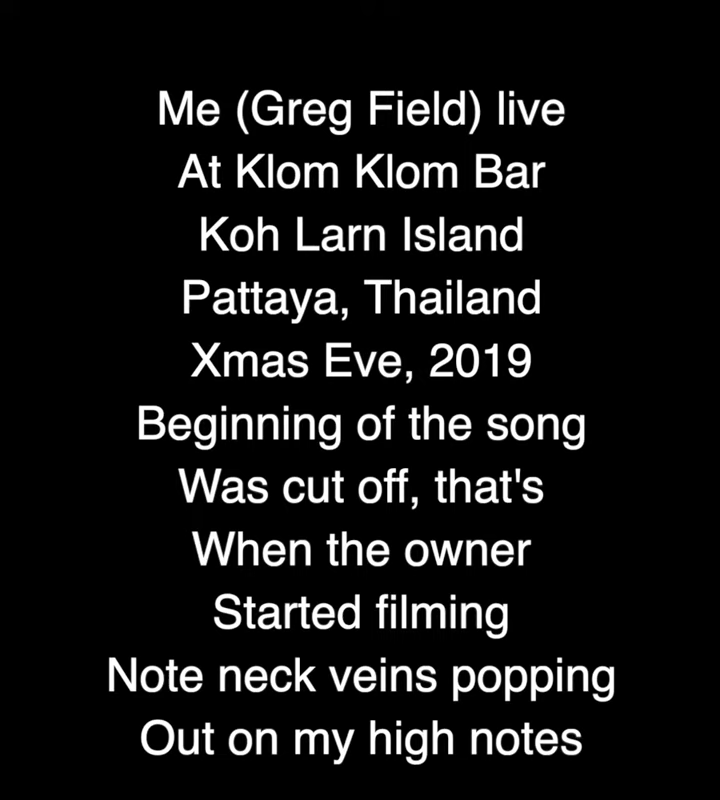 Me (Greg Field) live
At Klom Klom Bar
Koh Larn Island
Pattaya, Thailand
Xmas Eve, 2019
Beginning of the song
Was cut off, that's
When the owner
Started filming
Note neck veins popping
Out on my high notes